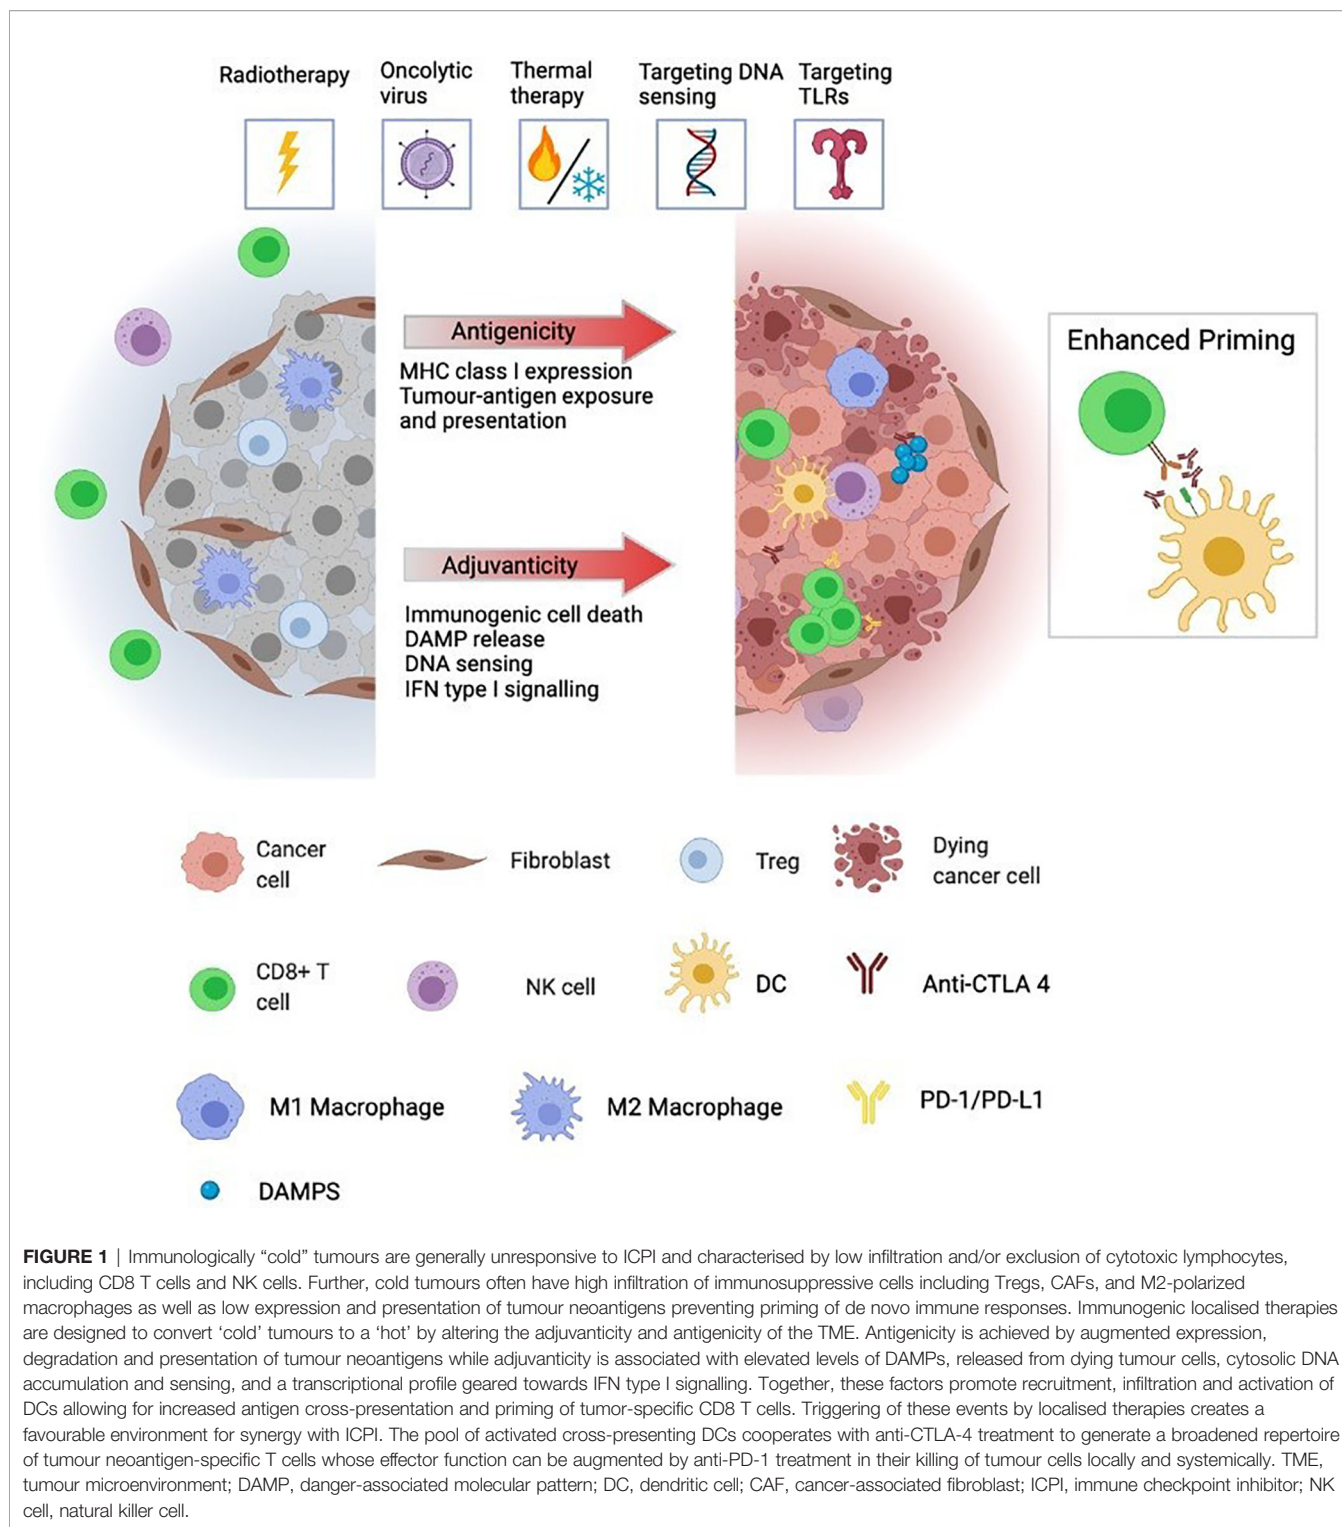 Radiotherapy
Oncolytic
virus
Thermal
therapy
Targeting DNA
sensing
Targeting
TLRs
Antigenicity
MHC class I expression
Tumour-antigen exposure
and presentation
Adjuvanticity
Immunogenic cell death
DAMP release
DNA sensing
IFN type I signalling
Enhanced Priming
Cancer
cell
Fibroblast
Treg
Dying
cancer cell
CD8+ T
cell
NK cell
DC
Anti-CTLA 4
M1 Macrophage
M2 Macrophage
PD-1/PD-L1
DAMPS
FIGURE 1 | Immunologically “cold” tumours are generally unresponsive to ICPI and characterised by low infiltration and/or exclusion of cytotoxic lymphocytes,
including CD8 T cells and NK cells. Further, cold tumours often have high infiltration of immunosuppressive cells including Tregs, CAFs, and M2-polarized
macrophages as well as low expression and presentation of tumour neoantigens preventing priming of de novo immune responses. Immunogenic localised therapies
are designed to convert ‘cold’ tumours to a ‘hot’ by altering the adjuvanticity and antigenicity of the TME. Antigenicity is achieved by augmented expression,
degradation and presentation of tumour neoantigens while adjuvanticity is associated with elevated levels of DAMPs, released from dying tumour cells, cytosolic DNA
accumulation and sensing, and a transcriptional profile geared towards IFN type I signalling. Together, these factors promote recruitment, infiltration and activation of
DCs allowing for increased antigen cross-presentation and priming of tumor-specific CD8 T cells. Triggering of these events by localised therapies creates a
favourable environment for synergy with ICPI. The pool of activated cross-presenting DCs cooperates with anti-CTLA-4 treatment to generate a broadened repertoire
of tumour neoantigen-specific T cells whose effector function can be augmented by anti-PD-1 treatment in their killing of tumour cells locally and systemically. TME,
tumour microenvironment; DAMP, danger-associated molecular pattern; DC, dendritic cell; CAF, cancer-associated fibroblast; ICPI, immune checkpoint inhibitor; NK
cell, natural killer cell.